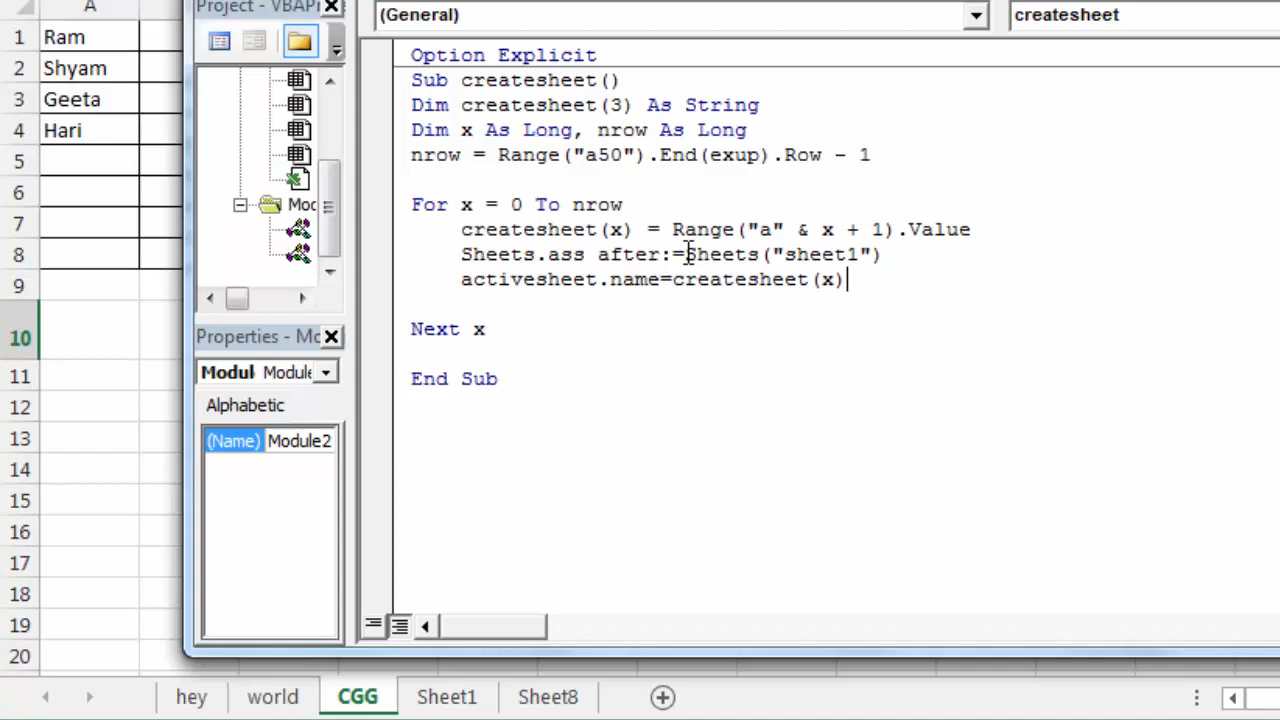 Project - VBAPr
(General)
createsheet
A
1 Ram
2 Shyam
3 Geeta
4 Hari
5
6
7
8
9
10
11
12
13
14
15
16
17
18
19
20
Moc
Properties - Mo
Modul Module
Alphabetic
(Name) Module2
Option Explicit
Sub createsheet()
Dim createsheet(3) As String
Dim x As Long, nrow As Long
nrow = Range("a50").End(exup).Row - 1
For x = 0 To nrow
createsheet(x) = Range("a" & x + 1).Value
Sheets.ass after:=Sheets("sheet1")
activesheet.name=createsheet(x)
Next x
End Sub
hey world CGG Sheet1 Sheet8